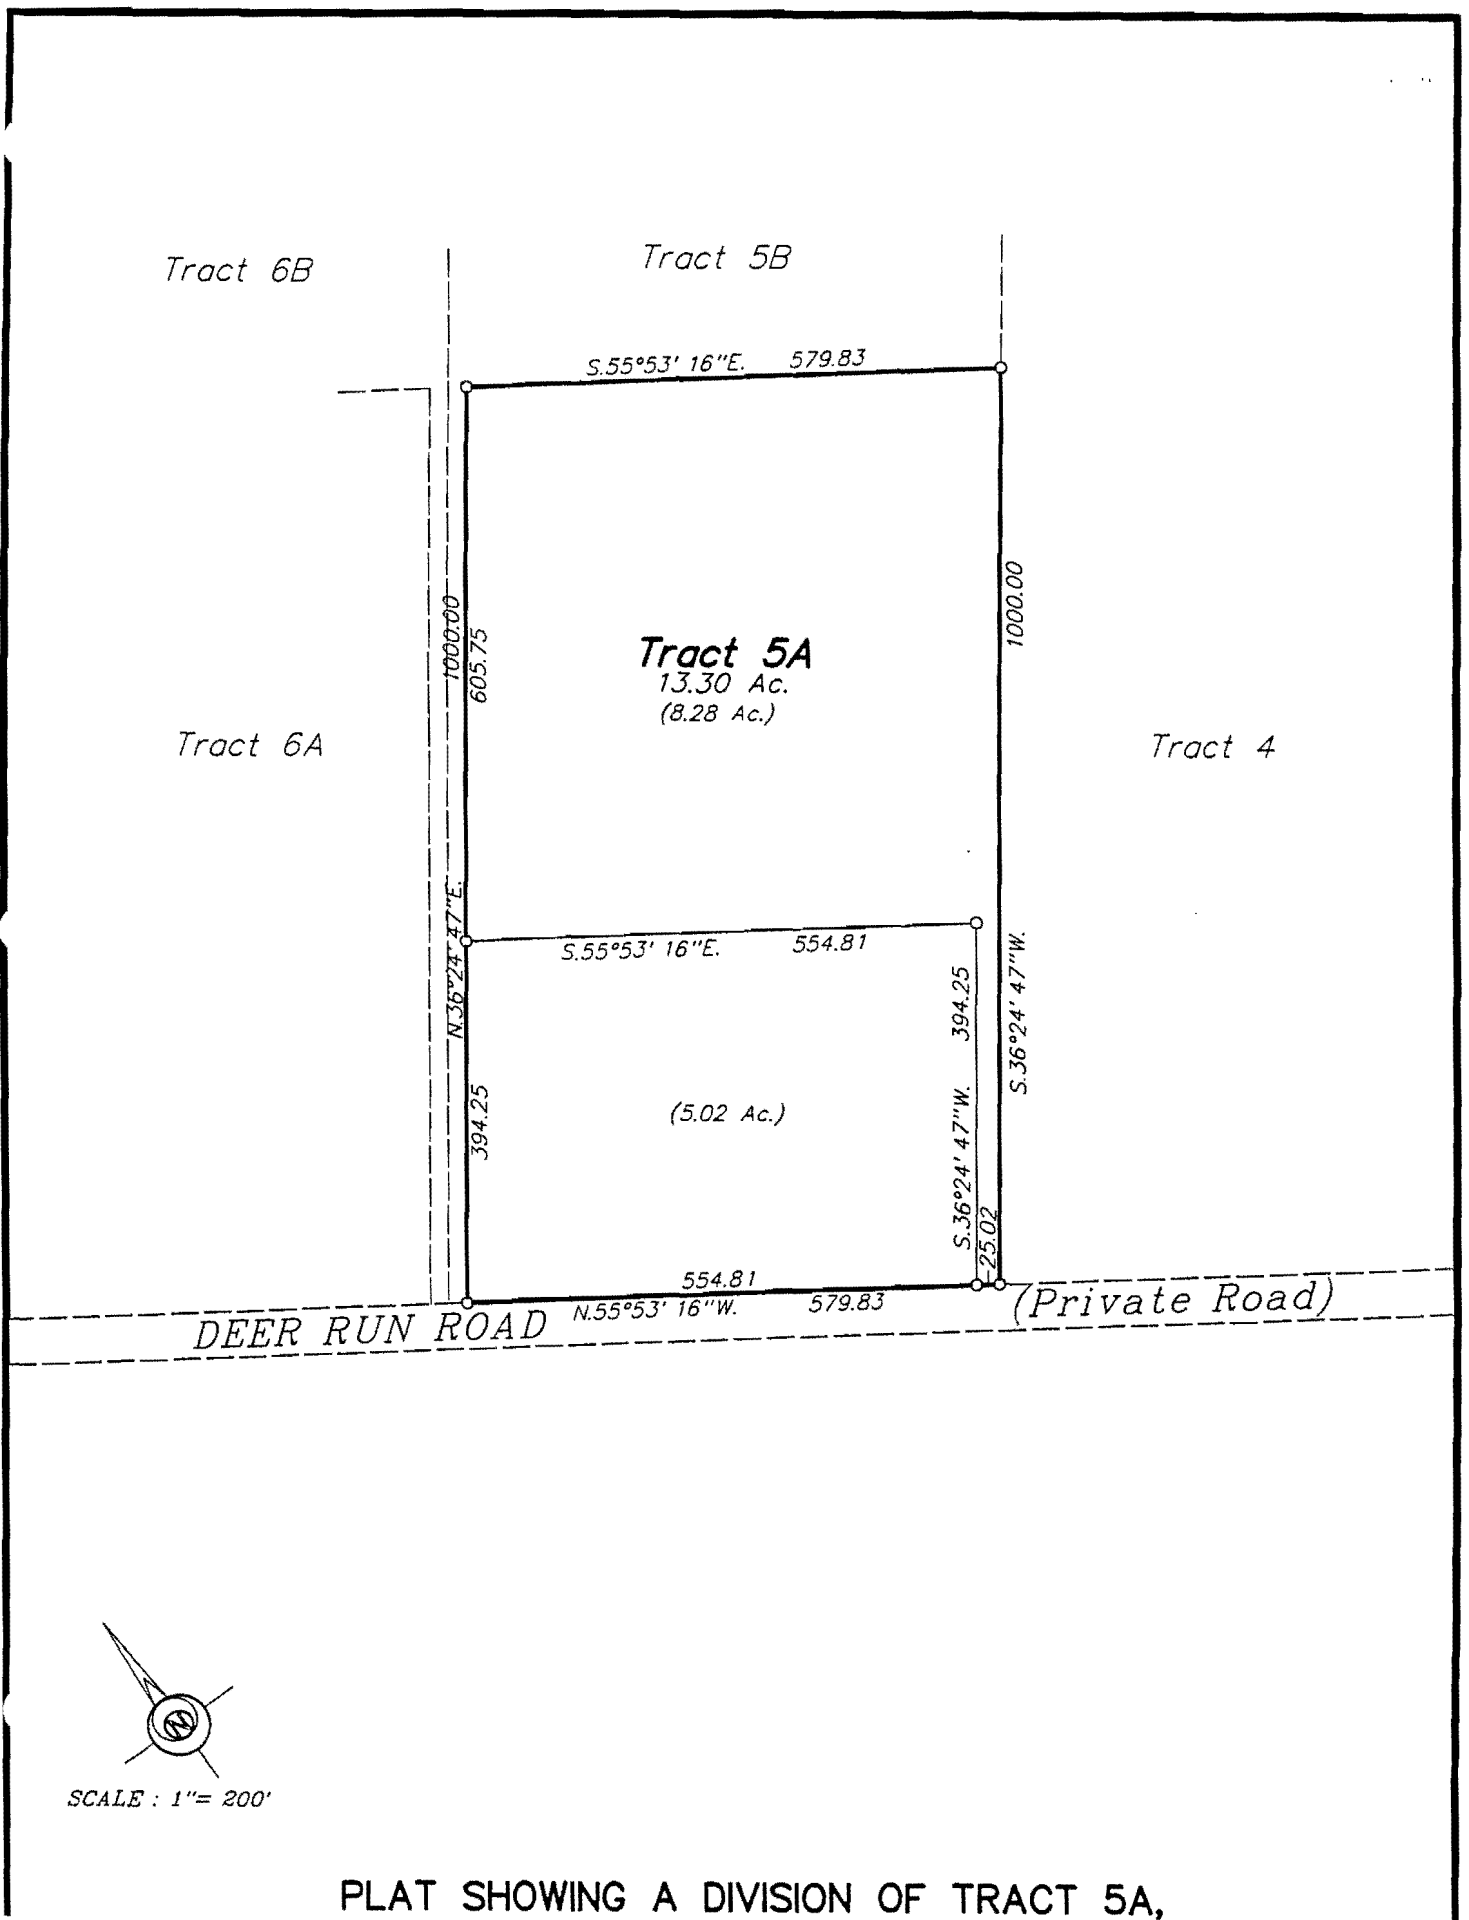 Tract 6B
Tract 5B
S.55°53' 16"E. 579.83
1000.00
605.75
1000.00
Tract 5A
13.30 Ac.
(8.28 Ac.)
Tract 6A
Tract 4
N.36°24' 47"E.
S.55°53' 16"E. 554.81
394.25
S.36°24' 47"W.
S.36°24' 47"W.
394.25
(5.02 Ac.)
25.02
554.81
N.55°53' 16"W. 579.83
DEER RUN ROAD
(Private Road)
N
SCALE : 1"= 200'
PLAT SHOWING A DIVISION OF TRACT 5A,